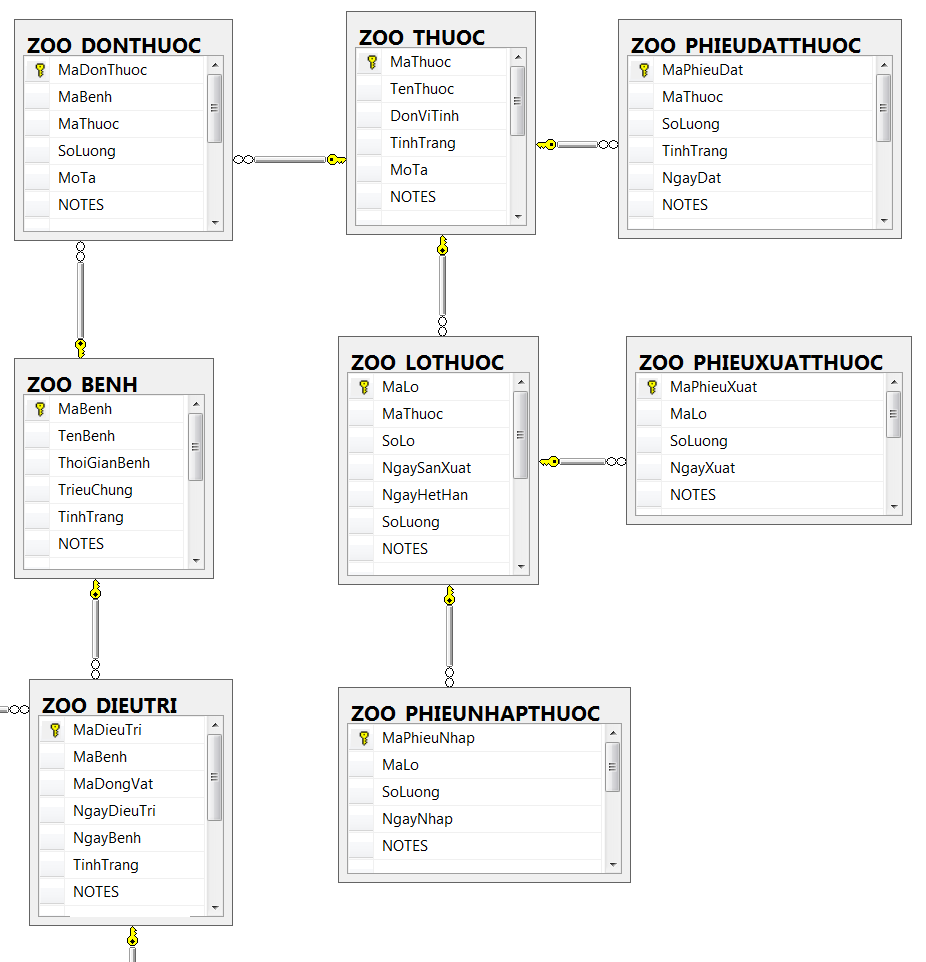 ZOO_DONTHUOC
MaDonThuoc
MaBenh
MaThuoc
SoLuong
MoTa
NOTES
ZOO_THUOC
MaThuoc
TenThuoc
DonViTinh
TinhTrang
MoTa
NOTES
ZOO_PHIEUDATTHUOC
MaPhieuDat
MaThuoc
SoLuong
TinhTrang
NgayDat
NOTES
ZOO_BENH
MaBenh
TenBenh
ThoiGianBenh
TrieuChung
TinhTrang
NOTES
ZOO_LOTHUOC
MaLo
MaThuoc
SoLo
NgaySanXuat
NgayHetHan
SoLuong
NOTES
ZOO_PHIEUXUATTHUOC
MaPhieuXuat
MaLo
SoLuong
NgayXuat
NOTES
ZOO_DIEUTRI
MaDieuTri
MaBenh
MaDongVat
NgayDieuTri
NgayBenh
TinhTrang
NOTES
ZOO_PHIEUNHAPTHUOC
MaPhieuNhap
MaLo
SoLuong
NgayNhap
NOTES